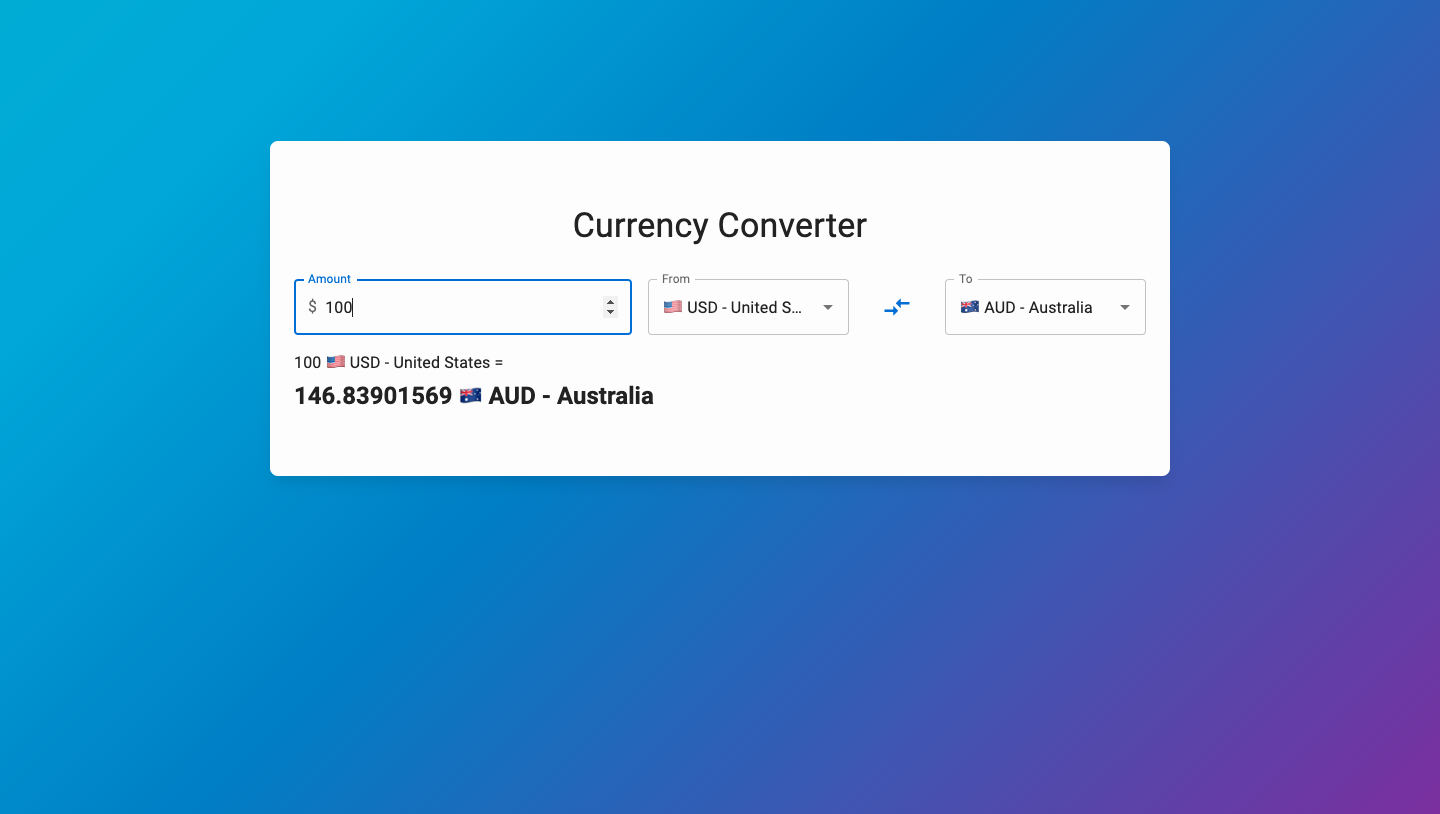 Currency Converter
Amount
From
To
$ 100
🇺🇸 USD - United S...
🇦🇺 AUD - Australia
100 🇺🇸 USD - United States =
146.83901569 🇦🇺 AUD - Australia